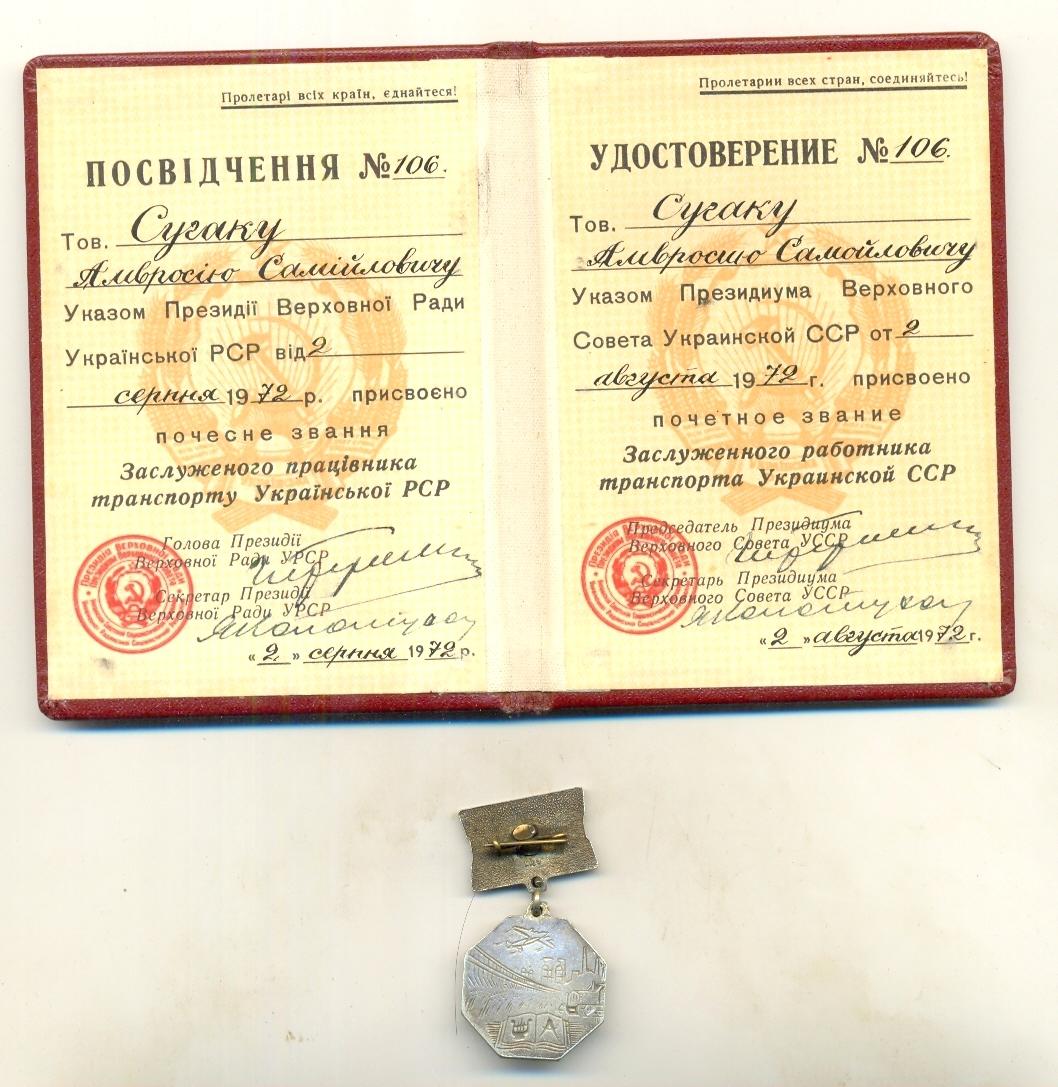 Пролетарі всіх країн, єднайтеся!
ПОСВІДЧЕННЯ №106.
Тов. Сугаку
Амвросію Самійловичу
Указом Президії Верховної Ради
Української РСР від 2
серпня 1972 р. присвоєно
почесне звання
Заслуженого працівника
транспорту Української РСР
Голова Президії
Верховної Ради УРСР
Секретар Президії
Верховної Ради УРСР
«2» серпня 1972 р.
Пролетарии всех стран, соединяйтесь!
УДОСТОВЕРЕНИЕ №106.
Тов. Сугаку
Амвросию Самойловичу
Указом Президиума Верховного
Совета Украинской ССР от 2
августа 1972 г. присвоено
почетное звание
Заслуженного работника
транспорта Украинской ССР
Председатель Президиума
Верховного Совета УССР
Секретарь Президиума
Верховного Совета УССР
«2» августа 1972 г.
А